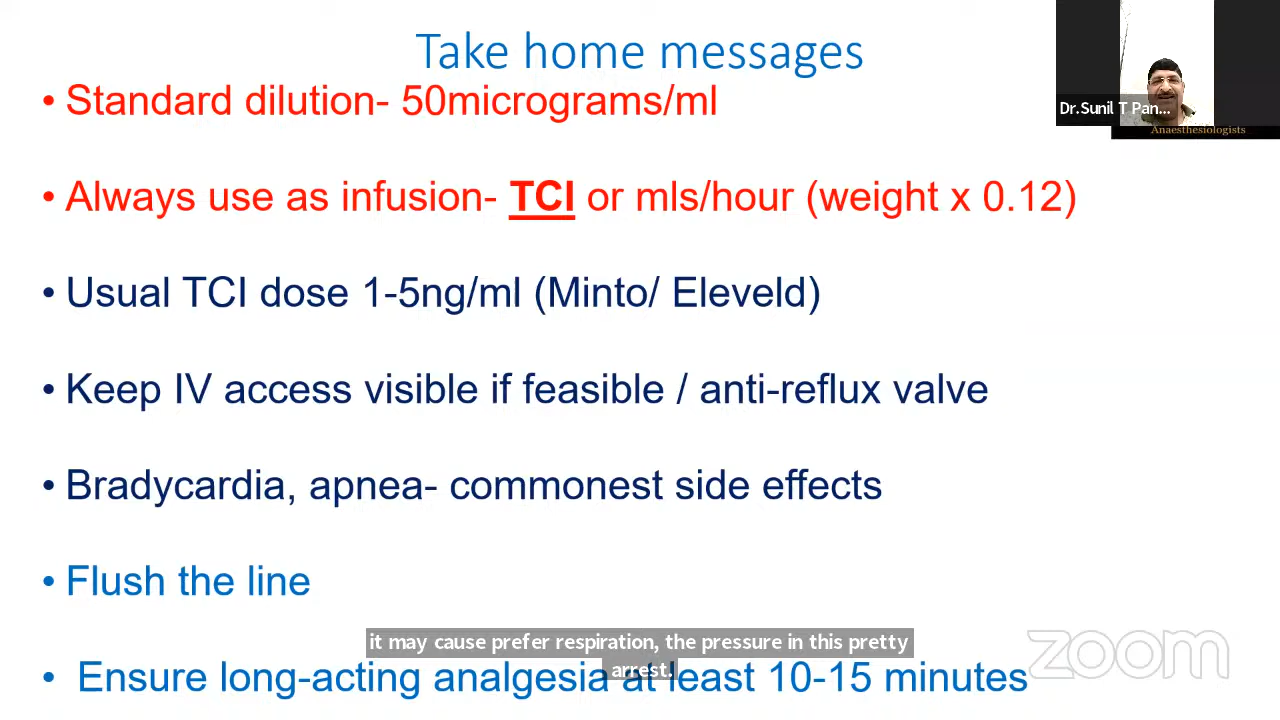 Take home messages
• Standard dilution- 50micrograms/ml
• Always use as infusion- TCI or mls/hour (weight x 0.12)
• Usual TCI dose 1-5ng/ml (Minto/ Eleveld)
• Keep IV access visible if feasible / anti-reflux valve
• Bradycardia, apnea- commonest side effects
• Flush the line
• Ensure long-acting analgesia at least 10-15 minutes
it may cause prefer respiration, the pressure in this pretty
arrest.
Dr.Sunil T Pan...
Anaesthesiologists
zoom